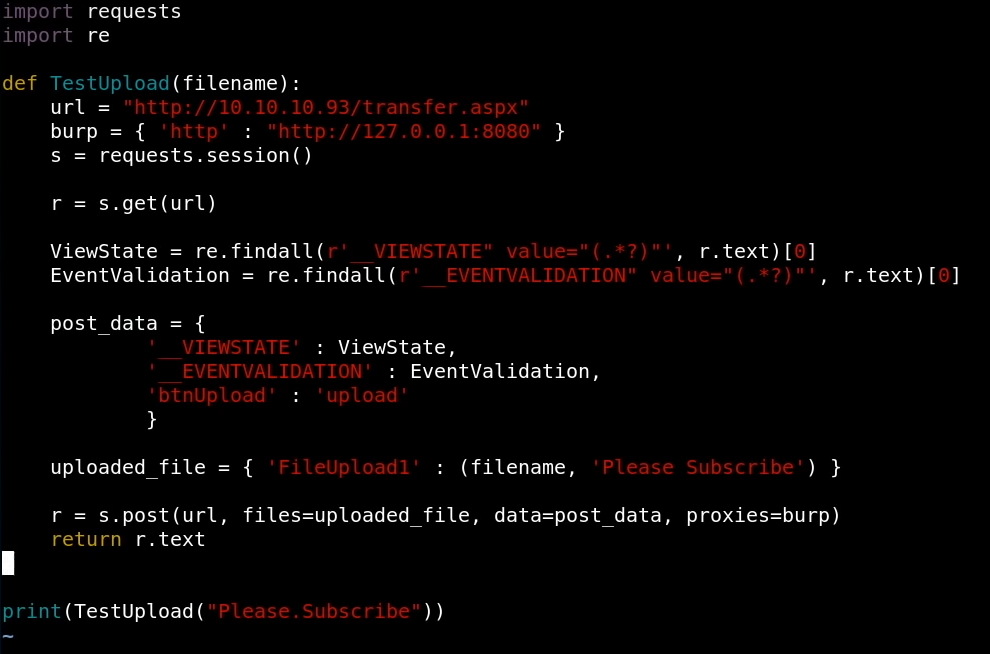 import requests
import re
def TestUpload(filename):
    url = "http://10.10.10.93/transfer.aspx"
    burp = { 'http' : "http://127.0.0.1:8080" }
    s = requests.session()
    r = s.get(url)
    ViewState = re.findall(r'__VIEWSTATE" value="(.*?)"', r.text)[0]
    EventValidation = re.findall(r'__EVENTVALIDATION" value="(.*?)"', r.text)[0]
    post_data = {
            '__VIEWSTATE' : ViewState,
            '__EVENTVALIDATION' : EventValidation,
            'btnUpload' : 'upload'
            }
    uploaded_file = { 'FileUpload1' : (filename, 'Please Subscribe') }
    r = s.post(url, files=uploaded_file, data=post_data, proxies=burp)
    return r.text
print(TestUpload("Please.Subscribe"))
~